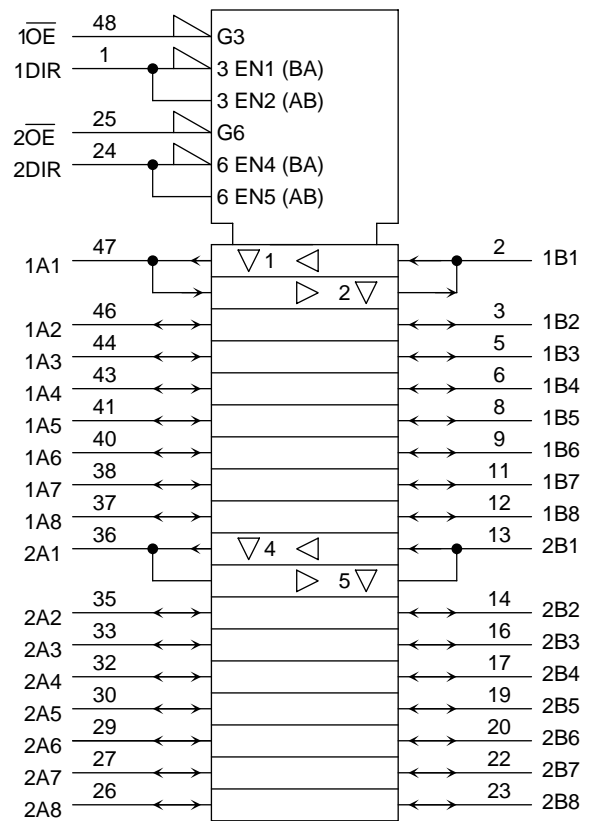 48
1O̅E̅ G3
1
1DIR 3 EN1 (BA)
3 EN2 (AB)
25
2O̅E̅ G6
24
2DIR 6 EN4 (BA)
6 EN5 (AB)
47 2
1A1 1 1B1
2
46 3
1A2 1B2
44 5
1A3 1B3
43 6
1A4 1B4
41 8
1A5 1B5
40 9
1A6 1B6
38 11
1A7 1B7
37 12
1A8 1B8
36 13
2A1 4 2B1
5
35 14
2A2 2B2
33 16
2A3 2B3
32 17
2A4 2B4
30 19
2A5 2B5
29 20
2A6 2B6
27 22
2A7 2B7
26 23
2A8 2B8